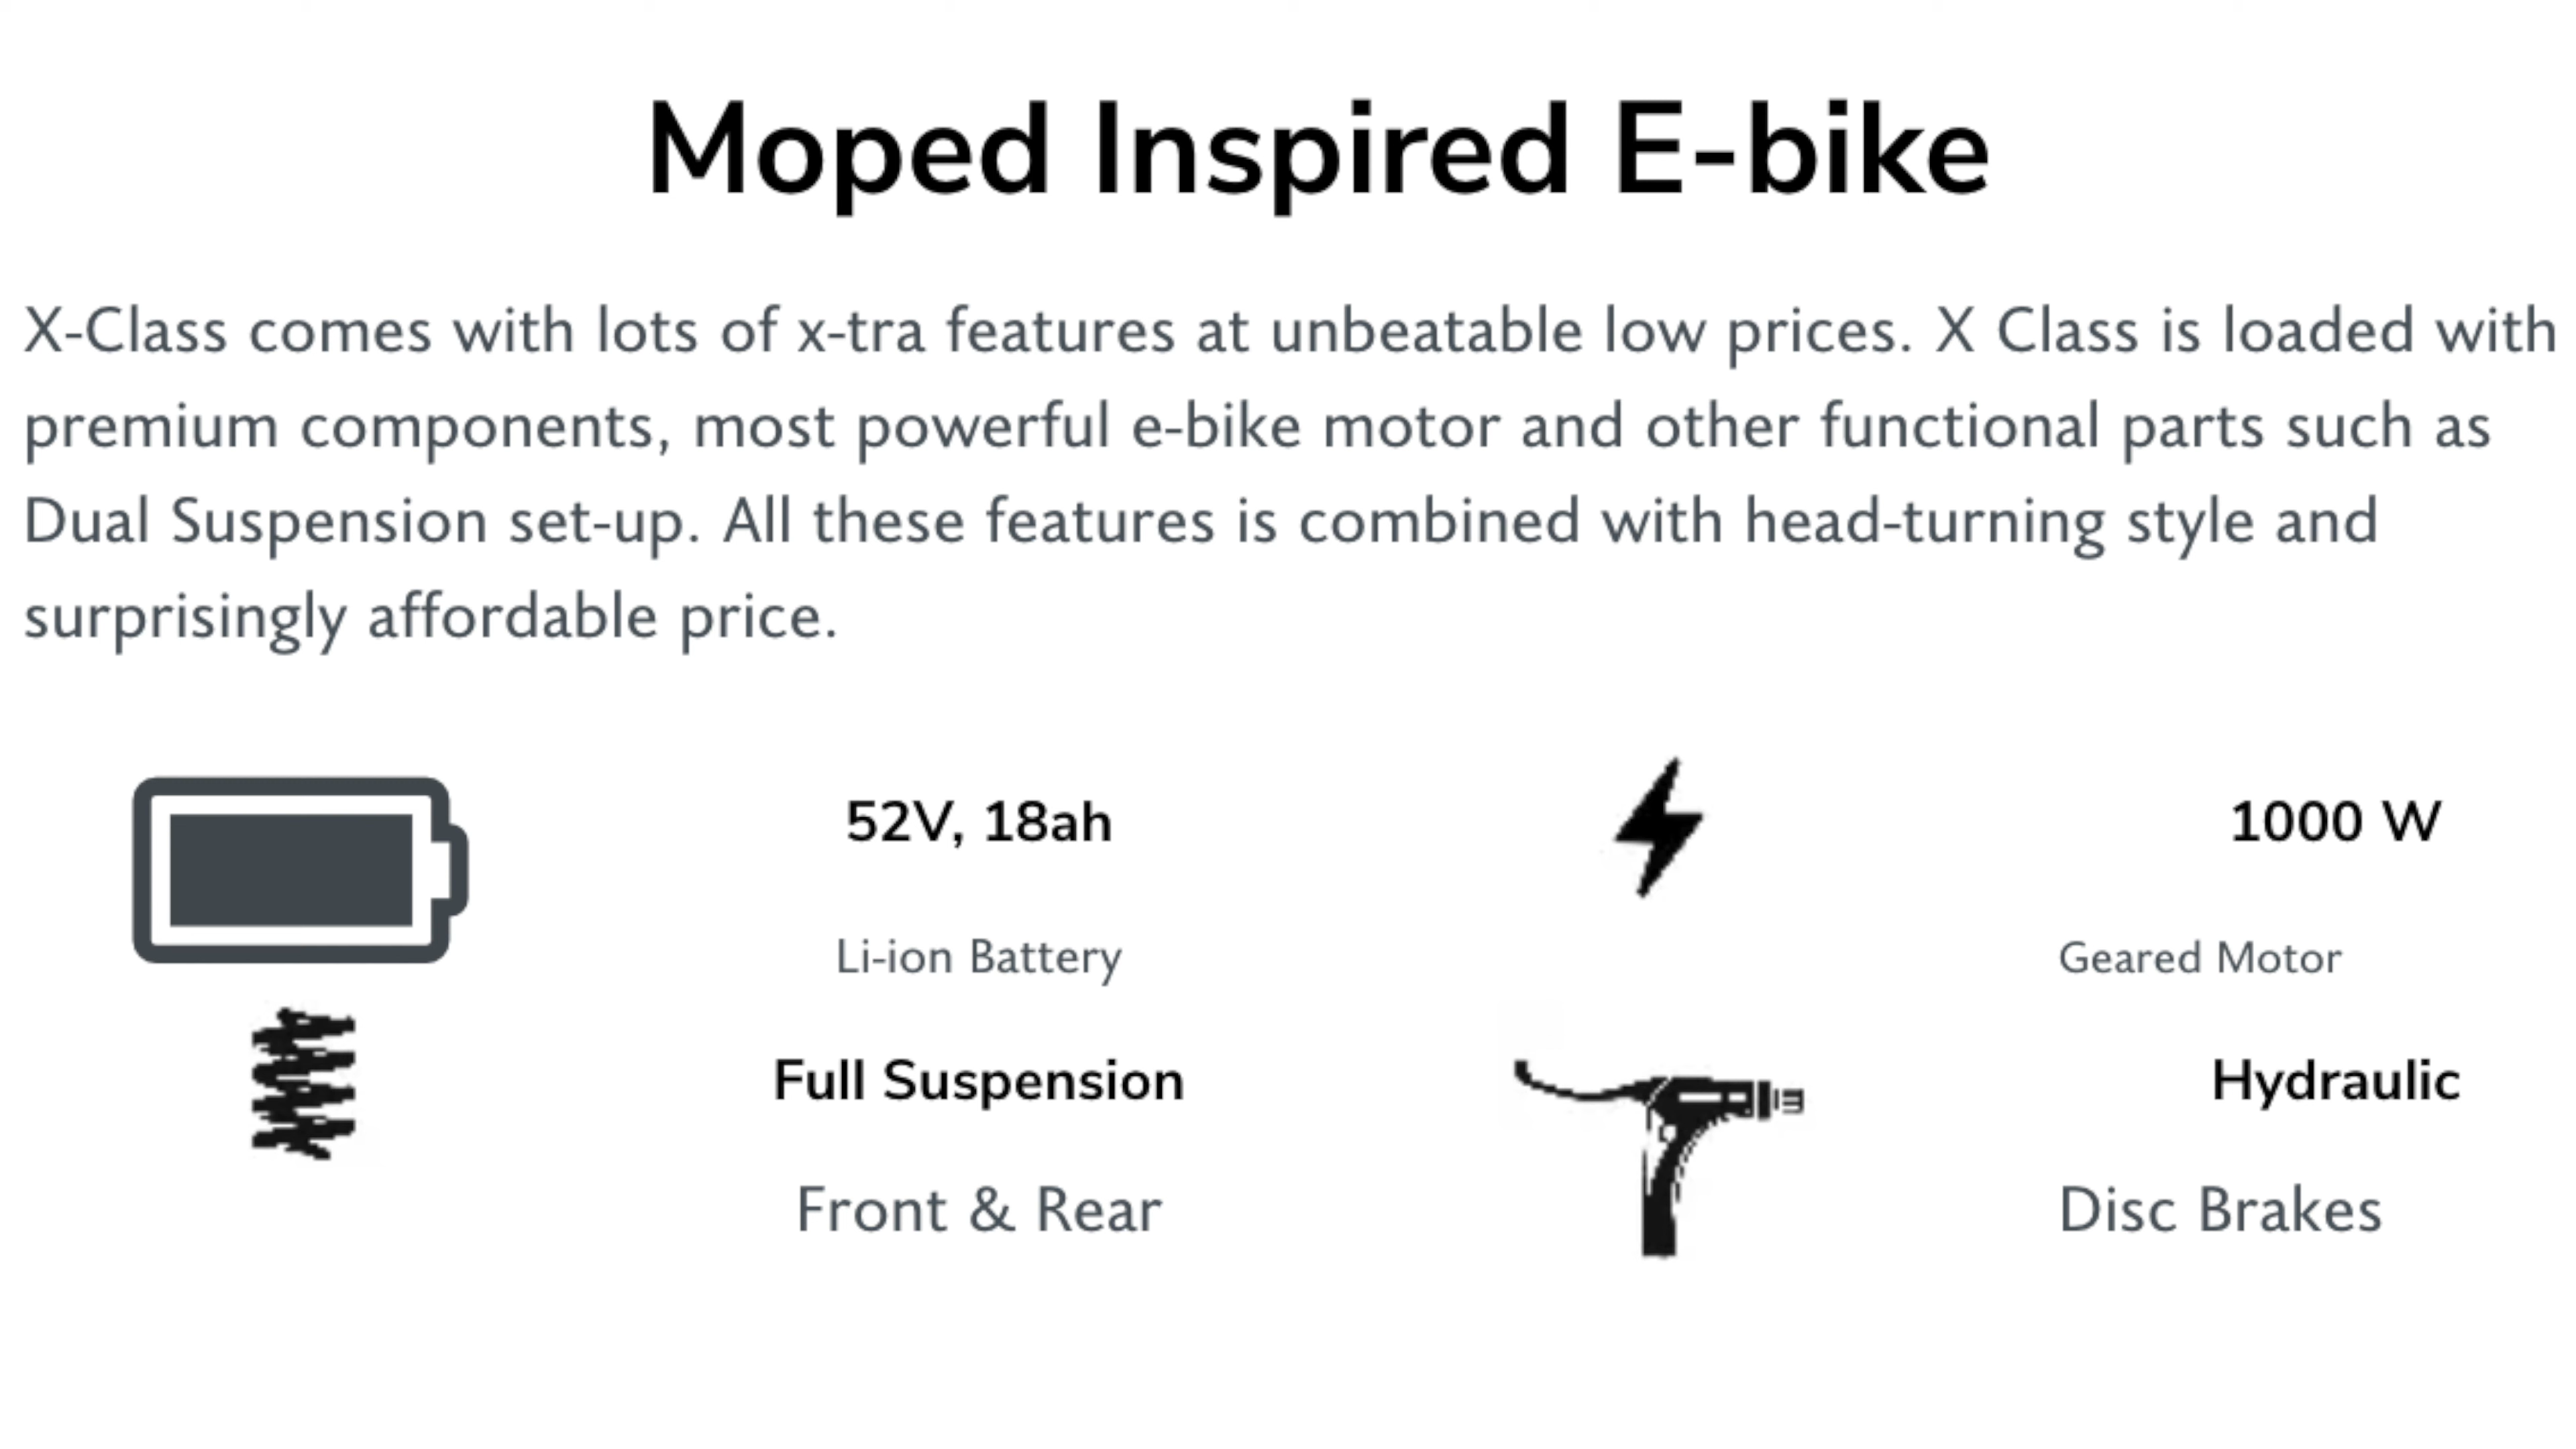 Moped Inspired E-bike
X-Class comes with lots of x-tra features at unbeatable low prices. X Class is loaded with
premium components, most powerful e-bike motor and other functional parts such as
Dual Suspension set-up. All these features is combined with head-turning style and
surprisingly affordable price.
52V, 18ah
1000 W
Li-ion Battery
Geared Motor
Full Suspension
Hydraulic
Front & Rear
Disc Brakes